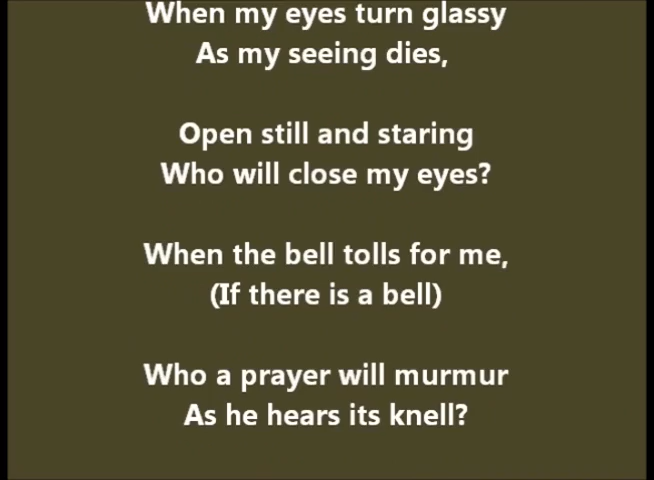 When my eyes turn glassy
As my seeing dies,
Open still and staring
Who will close my eyes?
When the bell tolls for me,
(If there is a bell)
Who a prayer will murmur
As he hears its knell?